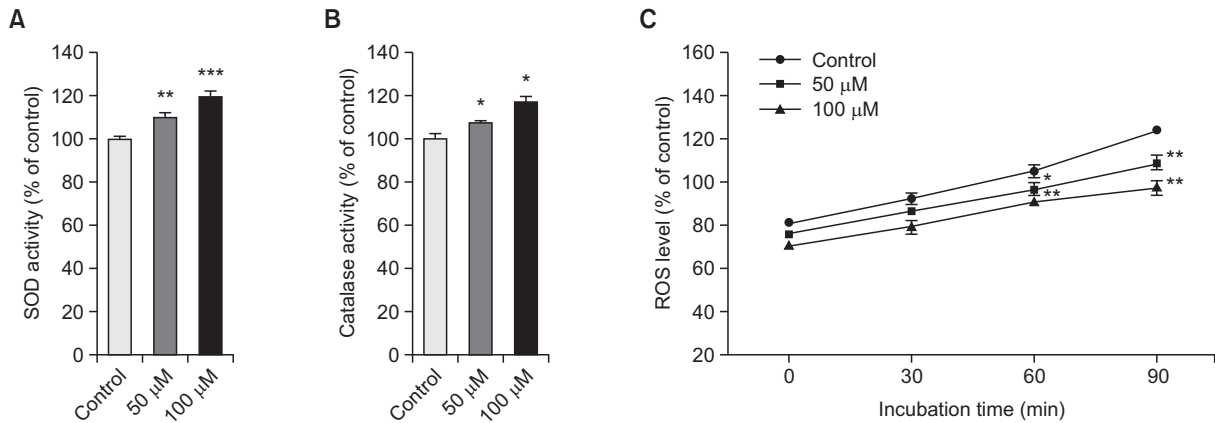 A
SOD activity (% of control)
140
120
100
80
60
40
20
0
**
***
Control
50 μM
100 μM
B
Catalase activity (% of control)
140
120
100
80
60
40
20
0
*
*
Control
50 μM
100 μM
C
ROS level (% of control)
160
140
120
100
80
60
40
20
Control
50 μM
100 μM
*
**
**
**
0
30
60
90
Incubation time (min)